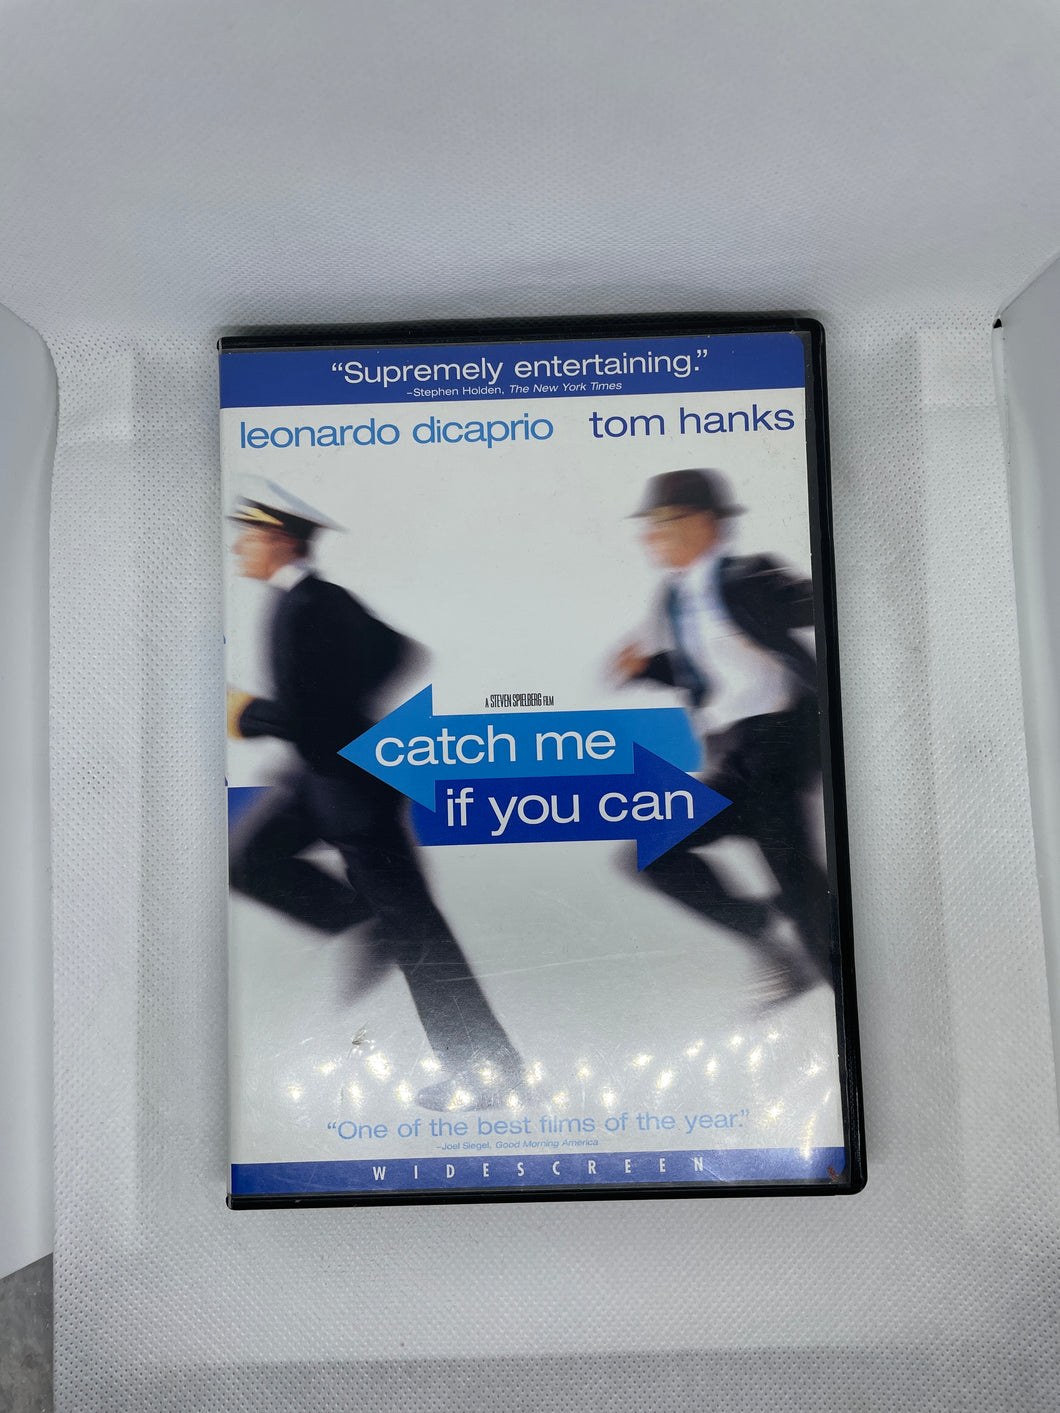 “Supremely entertaining.”
–Stephen Holden, The New York Times
leonardo dicaprio tom hanks
A STEVEN SPIELBERG FILM
catch me
if you can
“One of the best films of the year.”
–Joel Siegel, Good Morning America
WIDESCREEN